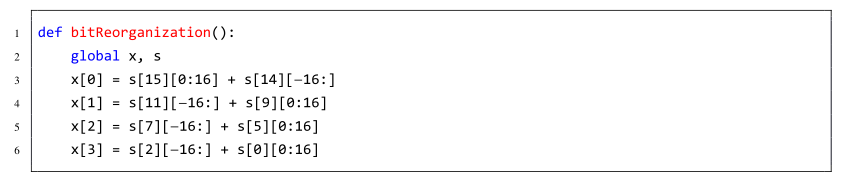 1 def bitReorganization():
2     global x, s
3     x[0] = s[15][0:16] + s[14][−16:]
4     x[1] = s[11][−16:] + s[9][0:16]
5     x[2] = s[7][−16:] + s[5][0:16]
6     x[3] = s[2][−16:] + s[0][0:16]